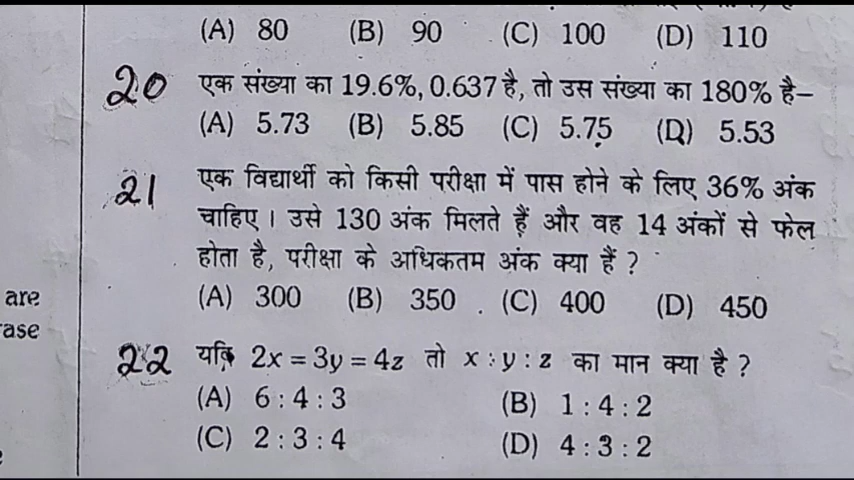 (A) 80 (B) 90 (C) 100 (D) 110
20 एक संख्या का 19.6%, 0.637 है, तो उस संख्या का 180% है–
(A) 5.73 (B) 5.85 (C) 5.75 (D) 5.53
21 एक विद्यार्थी को किसी परीक्षा में पास होने के लिए 36% अंक
चाहिए। उसे 130 अंक मिलते हैं और वह 14 अंकों से फेल
होता है, परीक्षा के अधिकतम अंक क्या हैं ?
are
(A) 300 (B) 350 (C) 400 (D) 450
22 यदि 2x = 3y = 4z तो x : y : z का मान क्या है ?
(A) 6 : 4 : 3 (B) 1 : 4 : 2
(C) 2 : 3 : 4 (D) 4 : 3 : 2